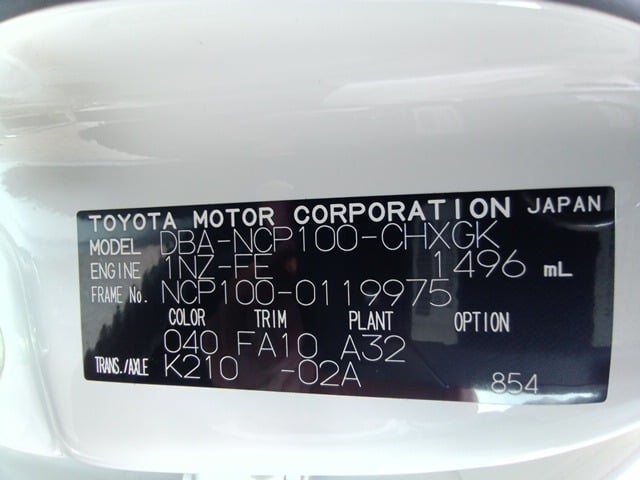 TOYOTA MOTOR CORPORATION JAPAN
MODEL DBA-NCP100-CHXGK
ENGINE 1NZ-FE 1496 mL
FRAME No. NCP100-0119975
COLOR TRIM PLANT OPTION
040 FA10 A32
TRANS./AXLE K210 -02A 854